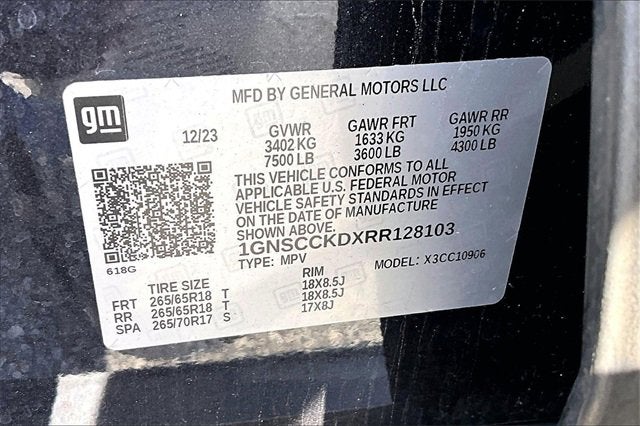 MFD BY GENERAL MOTORS LLC
gm
12/23 GVWR GAWR FRT GAWR RR
3402 KG 1633 KG 1950 KG
7500 LB 3600 LB 4300 LB
THIS VEHICLE CONFORMS TO ALL
APPLICABLE U.S. FEDERAL MOTOR
VEHICLE SAFETY STANDARDS IN EFFECT
ON THE DATE OF MANUFACTURE
SHOWN ABOVE.
1GNSCCKDXRR128103
618G TYPE: MPV MODEL: X3CC10906
TIRE SIZE RIM
FRT 265/65R18 T 18X8.5J
RR 265/65R18 T 18X8.5J
SPA 265/70R17 S 17X8J